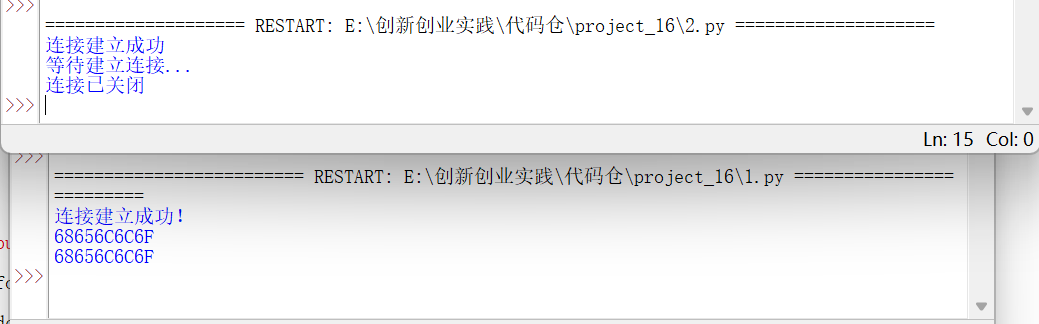 >>>
==================== RESTART: E:\创新创业实践\代码仓\project_16\2.py ====================
连接建立成功
等待建立连接...
连接已关闭
>>>
Ln: 15 Col: 0
>>>
========================= RESTART: E:\创新创业实践\代码仓\project_16\1.py ================
=========
连接建立成功!
68656C6C6F
68656C6C6F
>>>